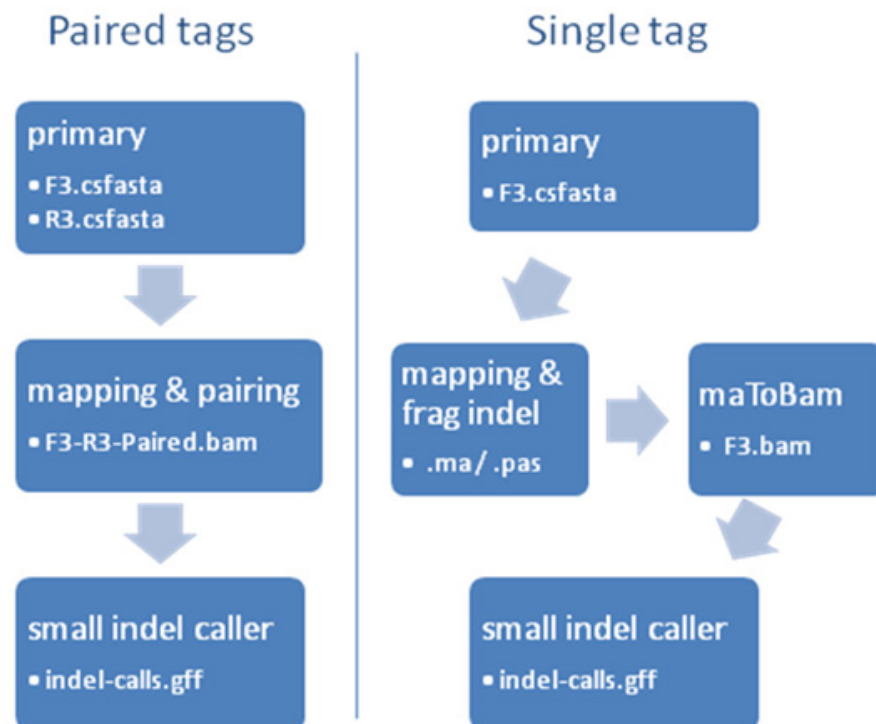 Paired tags
primary
▪ F3.csfasta
▪ R3.csfasta
mapping & pairing
▪ F3-R3-Paired.bam
small indel caller
▪ indel-calls.gff
Single tag
primary
▪ F3.csfasta
mapping &
frag indel
▪ .ma/ .pas
maToBam
▪ F3.bam
small indel caller
▪ indel-calls.gff